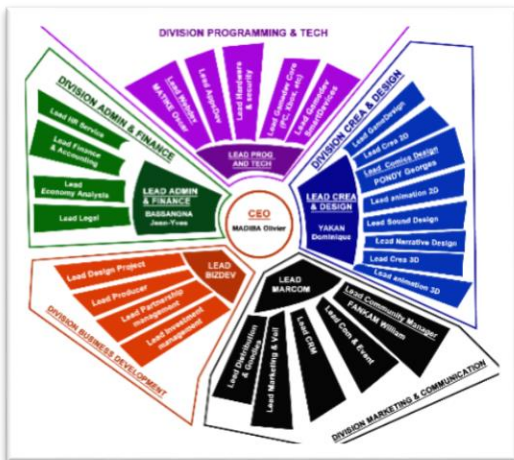 DIVISION PROGRAMMING & TECH
Lead Webdev
MAYIKE Oscar
Lead AppsDev
Lead Hardware
& security
Lead Gamedev Core
(PC, Xbox, etc)
Lead Gamedev
SmartDevices
LEAD PROG
AND TECH
DIVISION ADMIN & FINANCE
Lead HR Service
Lead Finance
& Accounting
Lead
Economy Analysis
Lead Legal
LEAD ADMIN
& FINANCE
BASSANGNA
Jean-Yves
CEO
MADIBA Olivier
DIVISION CREA & DESIGN
Lead GameDesign
Lead Crea 2D
Lead Comics Design
PONDY Georges
Lead animation 2D
Lead Sound Design
Lead Narrative Design
Lead Crea 3D
Lead animation 3D
LEAD CREA
& DESIGN
YAKAN
Dominique
LEAD
BIZDEV
Lead Design Project
Lead Producer
Lead Partnership
management
Lead Investment
management
DIVISION BUSINESS DEVELOPMENT
LEAD
MARCOM
Lead Distribution
& Goodies
Lead Marketing & Veil
Lead CRM
Lead Com & Event
Lead Community Manager
FANKAM William
DIVISION MARKETING & COMMUNICATION